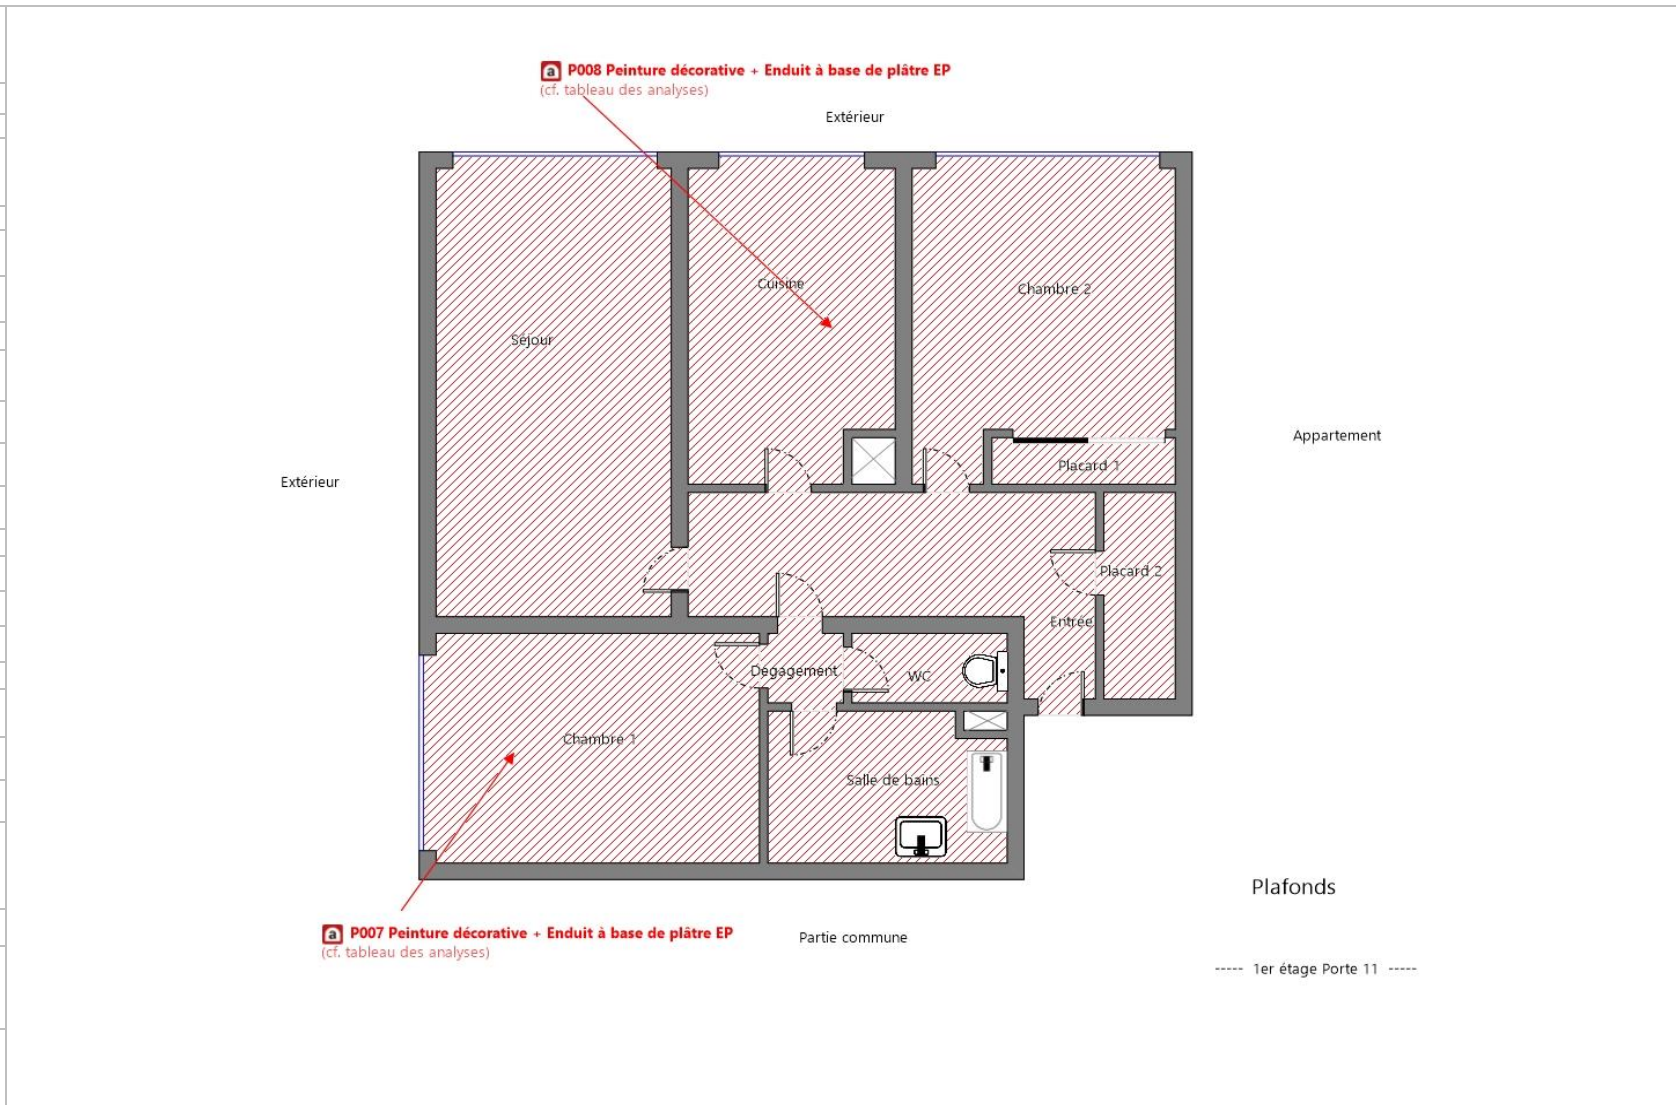 a P008 Peinture décorative + Enduit à base de plâtre EP
(cf. tableau des analyses)
Extérieur
Cuisine
Chambre 2
Séjour
Appartement
Placard 1
Extérieur
Placard 2
Entrée
Dégagement
WC
Chambre 1
Salle de bains
Plafonds
a P007 Peinture décorative + Enduit à base de plâtre EP
(cf. tableau des analyses)
Partie commune
----- 1er étage Porte 11 -----